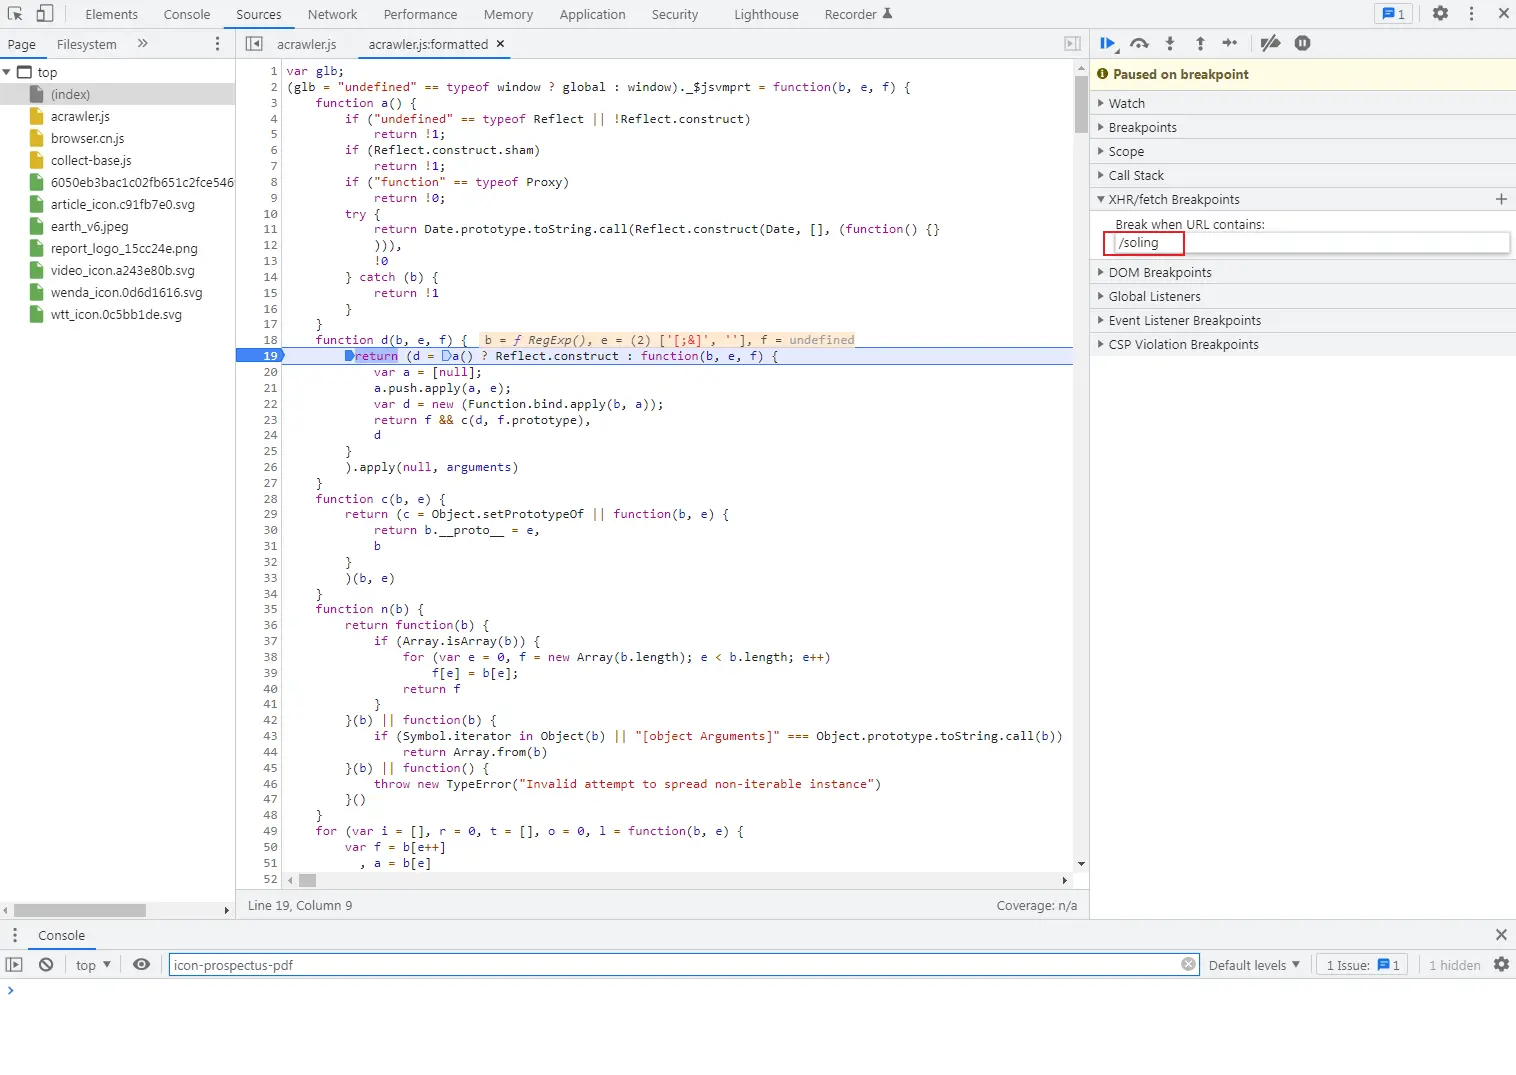 Elements Console Sources Network Performance Memory Application Security Lighthouse Recorder 1
Page Filesystem » acrawler.js acrawler.js:formatted ×
top
(index)
acrawler.js
browser.cn.js
collect-base.js
6050eb3bac1c02fb651c2fce546
article_icon.c91fb7e0.svg
earth_v6.jpeg
report_logo_15cc24e.png
video_icon.a243e80b.svg
wenda_icon.0d6d1616.svg
wtt_icon.0c5bb1de.svg
1 var glb;
2 (glb = "undefined" == typeof window ? global : window)._$jsvmprt = function(b, e, f) {
3 function a() {
4 if ("undefined" == typeof Reflect || !Reflect.construct)
5 return !1;
6 if (Reflect.construct.sham)
7 return !1;
8 if ("function" == typeof Proxy)
9 return !0;
10 try {
11 return Date.prototype.toString.call(Reflect.construct(Date, [], (function() {}
12 ))),
13 !0
14 } catch (b) {
15 return !1
16 }
17 }
18 function d(b, e, f) { b = ƒ RegExp(), e = (2) ['[;&]', ''], f = undefined
19 return (d = a() ? Reflect.construct : function(b, e, f) {
20 var a = [null];
21 a.push.apply(a, e);
22 var d = new (Function.bind.apply(b, a));
23 return f && c(d, f.prototype),
24 d
25 }
26 ).apply(null, arguments)
27 }
28 function c(b, e) {
29 return (c = Object.setPrototypeOf || function(b, e) {
30 return b.__proto__ = e,
31 b
32 }
33 )(b, e)
34 }
35 function n(b) {
36 return function(b) {
37 if (Array.isArray(b)) {
38 for (var e = 0, f = new Array(b.length); e < b.length; e++)
39 f[e] = b[e];
40 return f
41 }
42 }(b) || function(b) {
43 if (Symbol.iterator in Object(b) || "[object Arguments]" === Object.prototype.toString.call(b))
44 return Array.from(b)
45 }(b) || function() {
46 throw new TypeError("Invalid attempt to spread non-iterable instance")
47 }()
48 }
49 for (var i = [], r = 0, t = [], o = 0, l = function(b, e) {
50 var f = b[e++]
51 , a = b[e]
52
Line 19, Column 9 Coverage: n/a
Paused on breakpoint
Watch
Breakpoints
Scope
Call Stack
XHR/fetch Breakpoints +
Break when URL contains:
/soling
DOM Breakpoints
Global Listeners
Event Listener Breakpoints
CSP Violation Breakpoints
Console
top icon-prospectus-pdf Default levels 1 Issue: 1 1 hidden